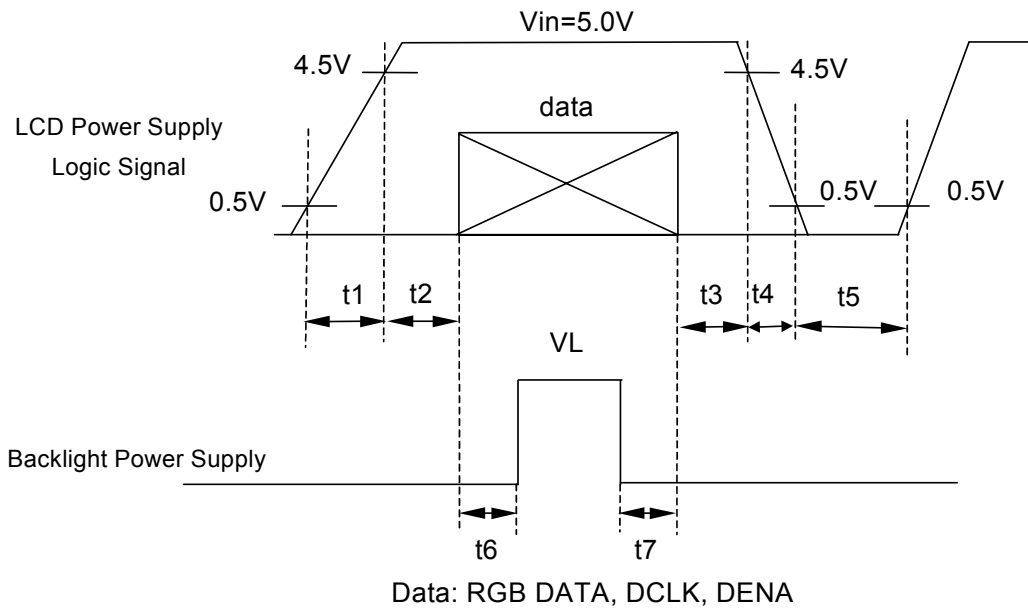 Vin=5.0V
4.5V
4.5V
LCD Power Supply
Logic Signal
data
0.5V
0.5V
0.5V
t1
t2
t3
t4
t5
VL
Backlight Power Supply
t6
t7
Data: RGB DATA, DCLK, DENA